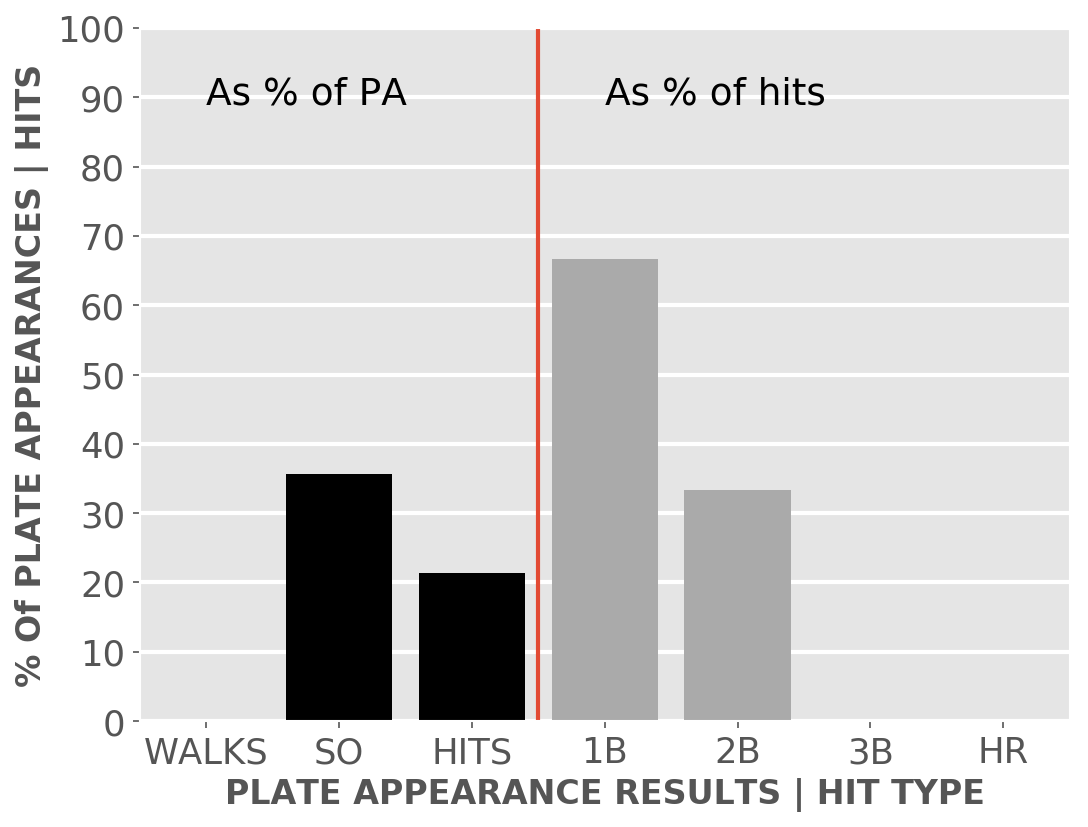 100
90
80
70
60
50
40
30
20
10
0
% Of PLATE APPEARANCES | HITS
As % of PA
As % of hits
WALKS SO HITS 1B 2B 3B HR
PLATE APPEARANCE RESULTS | HIT TYPE